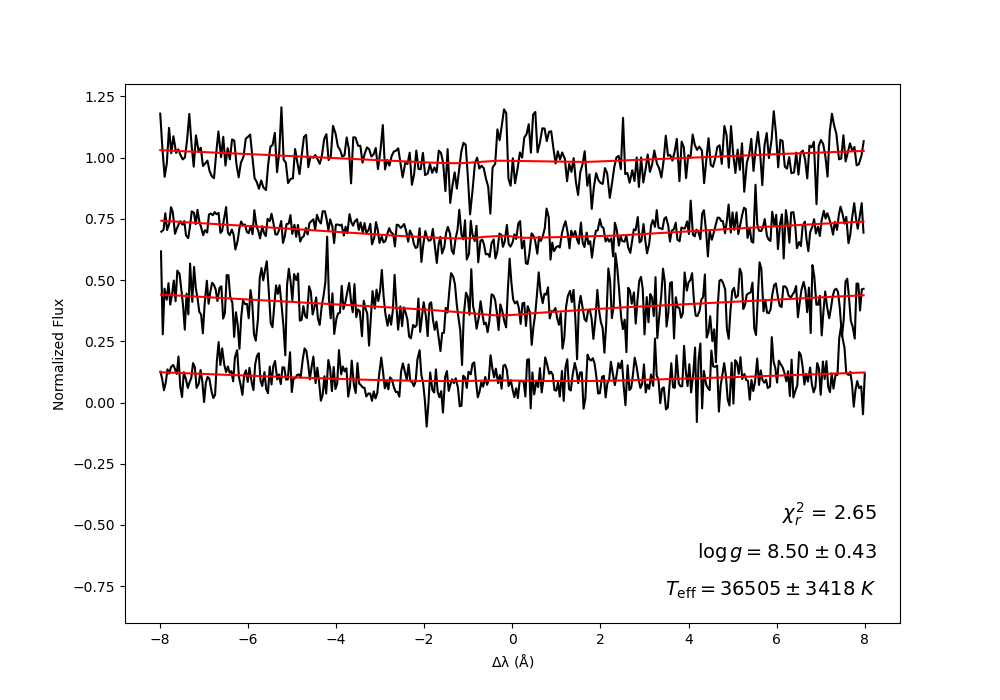 1.25
1.00
0.75
0.50
0.25
0.00
−0.25
−0.50
−0.75
Normalized Flux
χ²ᵣ = 2.65
log g = 8.50 ± 0.43
T_eff = 36505 ± 3418 K
−8 −6 −4 −2 0 2 4 6 8
Δλ (Å)